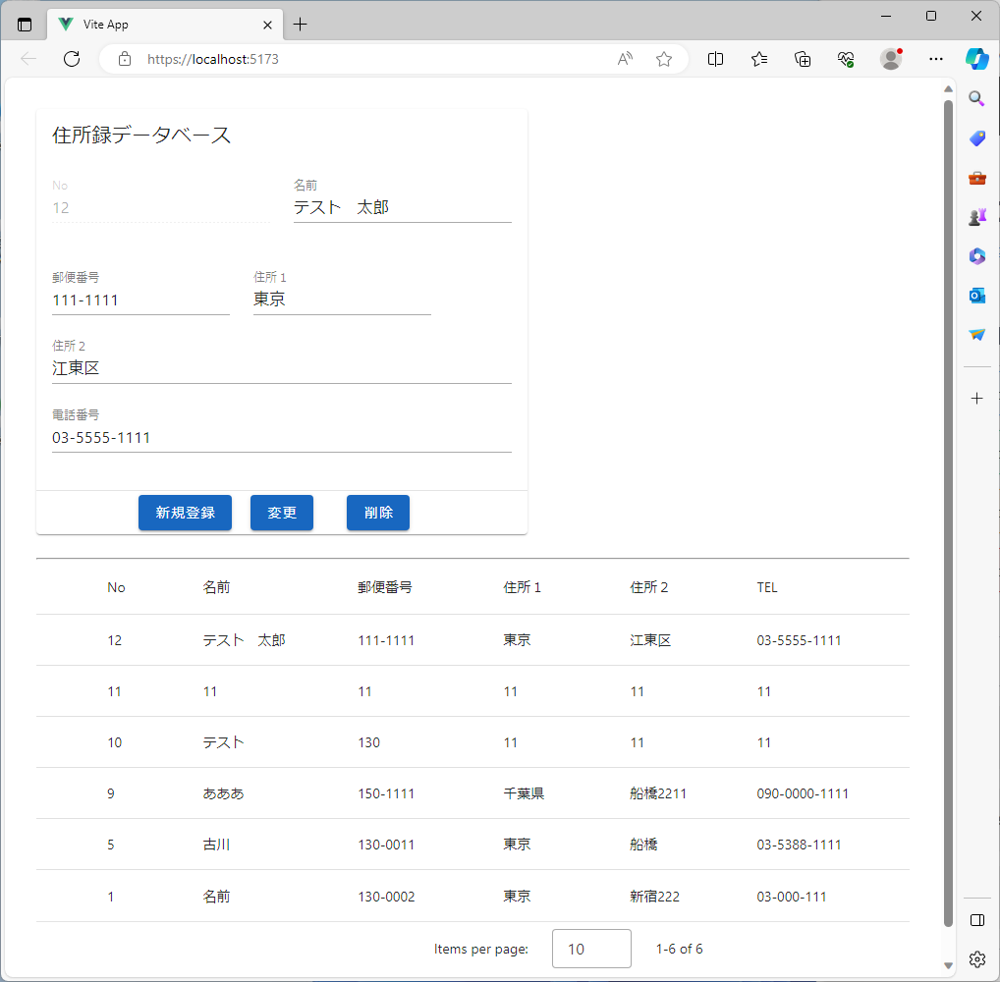 Vite App
https://localhost:5173
住所録データベース
No 名前
12 テスト　太郎
郵便番号 住所１
111-1111 東京
住所２
江東区
電話番号
03-5555-1111
新規登録 変更 削除
No 名前 郵便番号 住所１ 住所２ TEL
12 テスト　太郎 111-1111 東京 江東区 03-5555-1111
11 11 11 11 11 11
10 テスト 130 11 11 11
9 あああ 150-1111 千葉県 船橋2211 090-0000-1111
5 古川 130-0011 東京 船橋 03-5388-1111
1 名前 130-0002 東京 新宿222 03-000-111
Items per page: 10 1-6 of 6